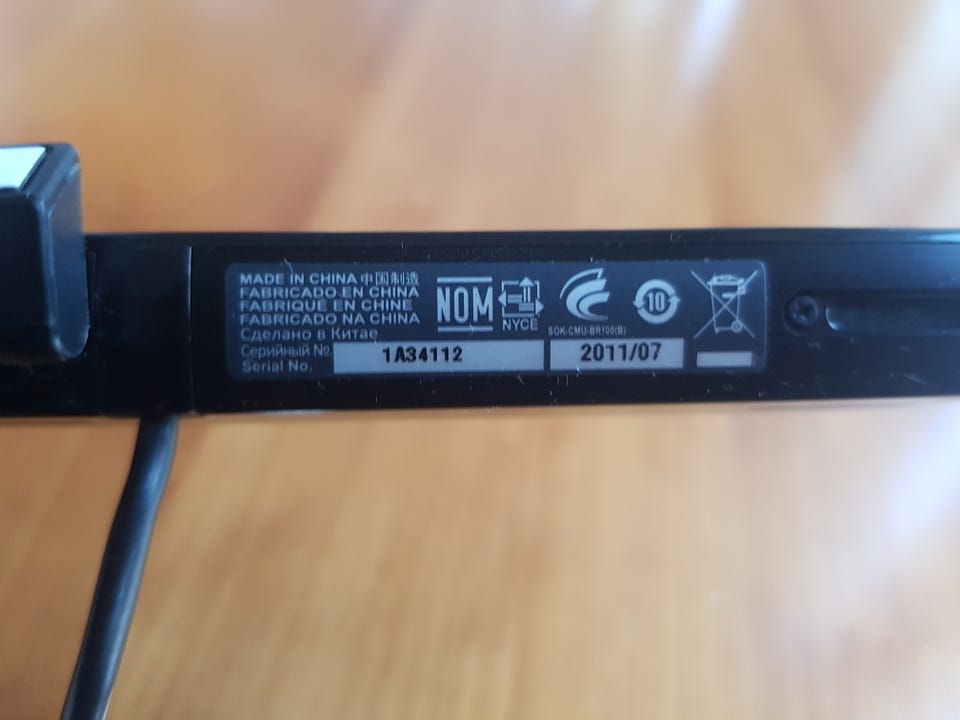 MADE IN CHINA 中国制造
FABRICADO EN CHINA
FABRIQUÉ EN CHINE
FABRICADO NA CHINA
Сделано в Китае
Серийный №.
Serial No.
1A34112
NOM
NYCE
SOK-CMU-BR100(B)
10
2011/07